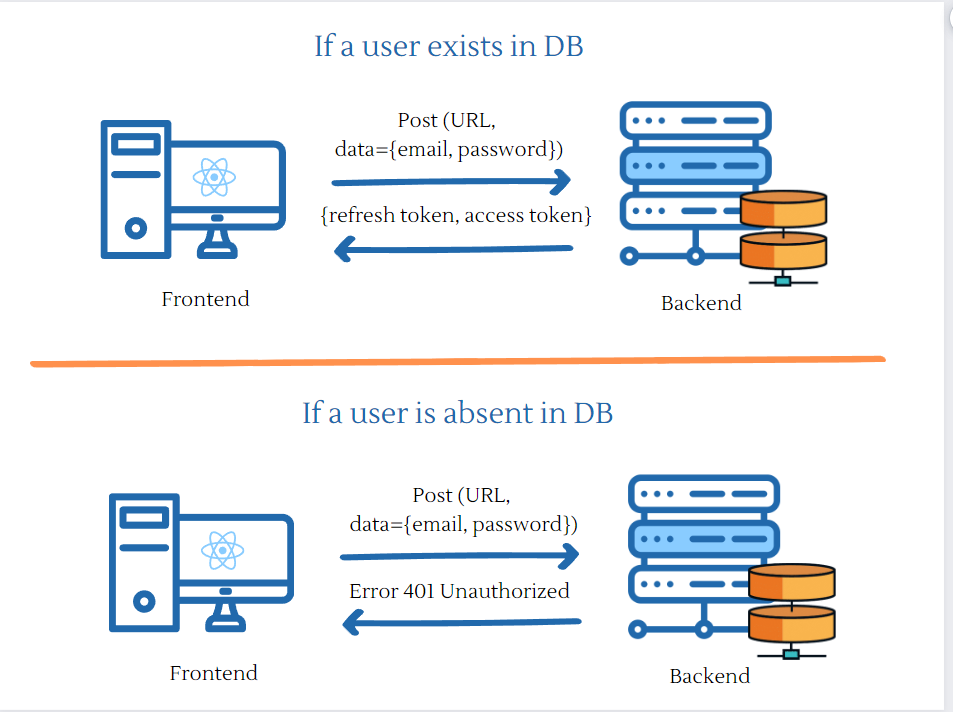 If a user exists in DB
Post (URL,
data={email, password})
{refresh token, access token}
Frontend
Backend
If a user is absent in DB
Post (URL,
data={email, password})
Error 401 Unauthorized
Frontend
Backend